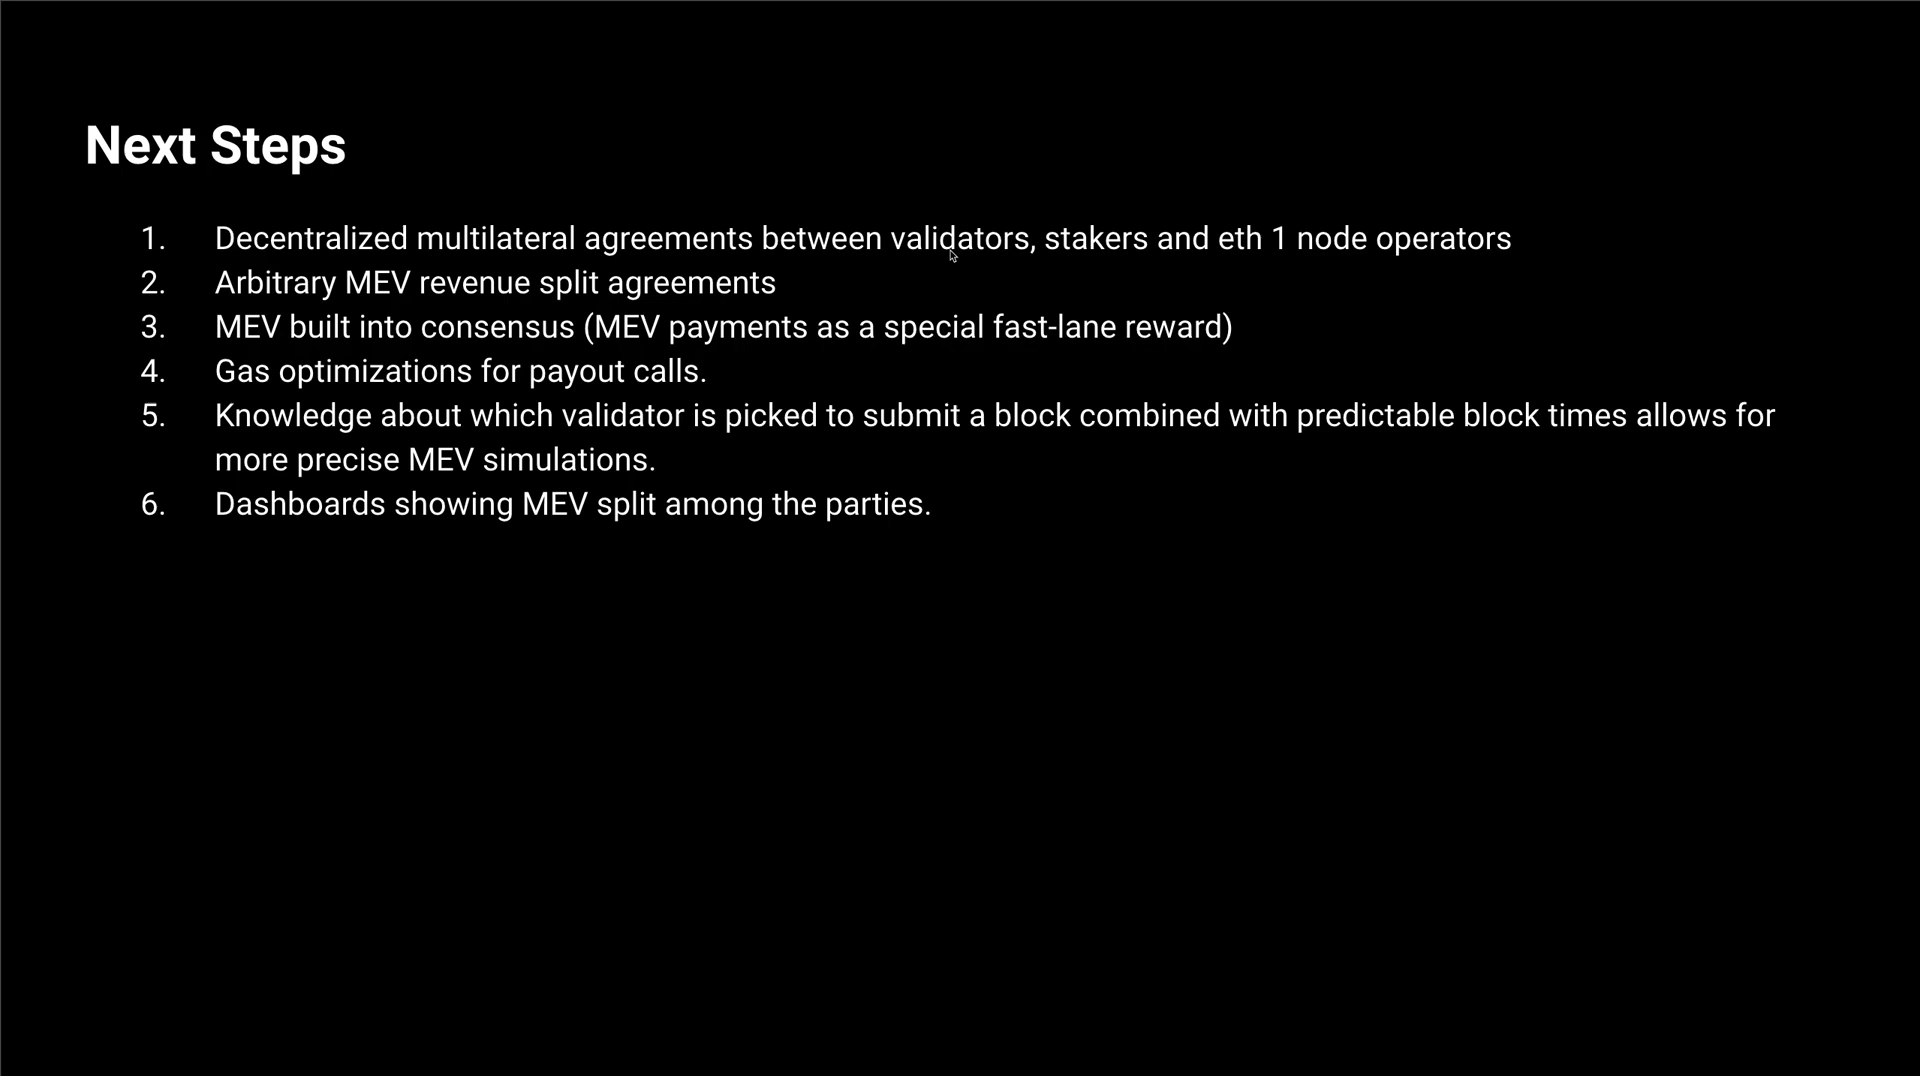 Next Steps
1. Decentralized multilateral agreements between validators, stakers and eth 1 node operators
2. Arbitrary MEV revenue split agreements
3. MEV built into consensus (MEV payments as a special fast-lane reward)
4. Gas optimizations for payout calls.
5. Knowledge about which validator is picked to submit a block combined with predictable block times allows for
more precise MEV simulations.
6. Dashboards showing MEV split among the parties.